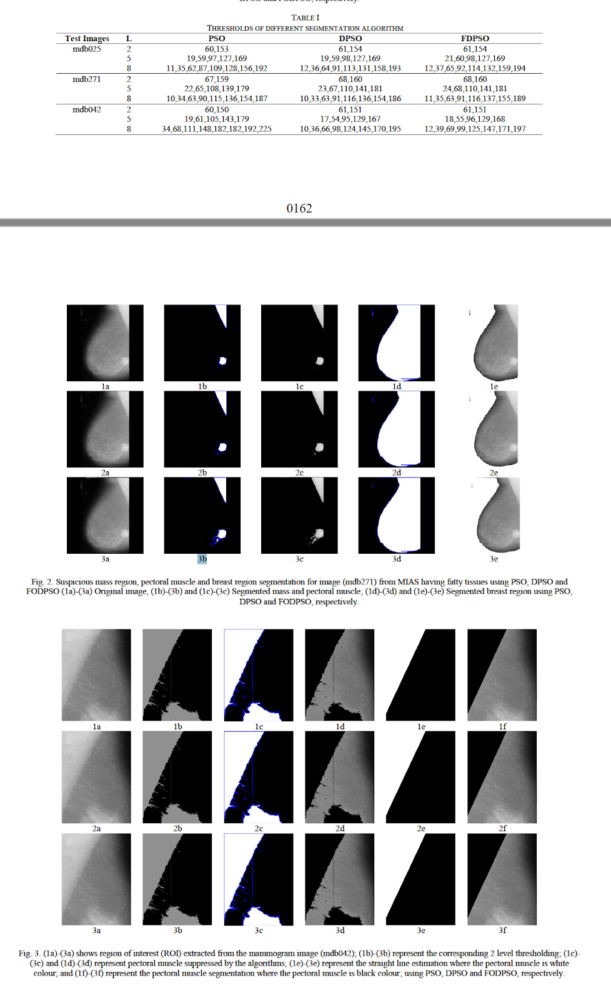 DPSO and FODPSO, respectively.
TABLE I
THRESHOLDS OF DIFFERENT SEGMENTATION ALGORITHM
Test Images L PSO DPSO FDPSO
mdb025 2 60,153 61,154 61,154
5 19,59,97,127,169 19,59,98,127,169 21,60,98,127,169
8 11,35,62,87,109,128,156,192 12,36,64,91,113,131,158,193 12,37,65,92,114,132,159,194
mdb271 2 67,159 68,160 68,160
5 22,65,108,139,179 23,67,110,141,181 24,68,110,141,181
8 10,34,63,90,115,136,154,187 10,33,63,91,116,136,154,186 11,35,63,91,116,137,155,189
mdb042 2 60,150 61,151 61,151
5 19,61,105,143,179 17,54,95,129,167 18,55,96,129,168
8 34,68,111,148,182,182,192,225 10,36,66,98,124,145,170,195 12,39,69,99,125,147,171,197
0162
1a 1b 1c 1d 1e
2a 2b 2c 2d 2e
3a 3b 3c 3d 3e
Fig. 2. Suspicious mass region, pectoral muscle and breast region segmentation for image (mdb271) from MIAS having fatty tissues using PSO, DPSO and
FODPSO (1a)-(3a) Original image, (1b)-(3b) and (1c)-(3c) Segmented mass and pectoral muscle; (1d)-(3d) and (1e)-(3e) Segmented breast region using PSO,
DPSO and FODPSO, respectively.
1a 1b 1c 1d 1e 1f
2a 2b 2c 2d 2e 2f
3a 3b 3c 3d 3e 3f
Fig. 3. (1a)-(3a) shows region of interest (ROI) extracted from the mammogram image (mdb042); (1b)-(3b) represent the corresponding 2 level thresholding; (1c)-
(3c) and (1d)-(3d) represent pectoral muscle suppressed by the algorithms; (1e)-(3e) represent the straight line estimation where the pectoral muscle is white
colour; and (1f)-(3f) represent the pectoral muscle segmentation where the pectoral muscle is black colour; using PSO, DPSO and FODPSO, respectively.